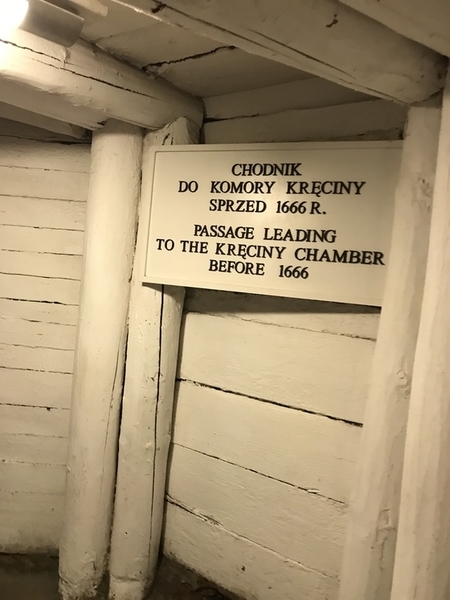 CHODNIK
DO KOMORY KRĘCINY
SPRZED 1666 R.
PASSAGE LEADING
TO THE KRĘCINY CHAMBER
BEFORE 1666